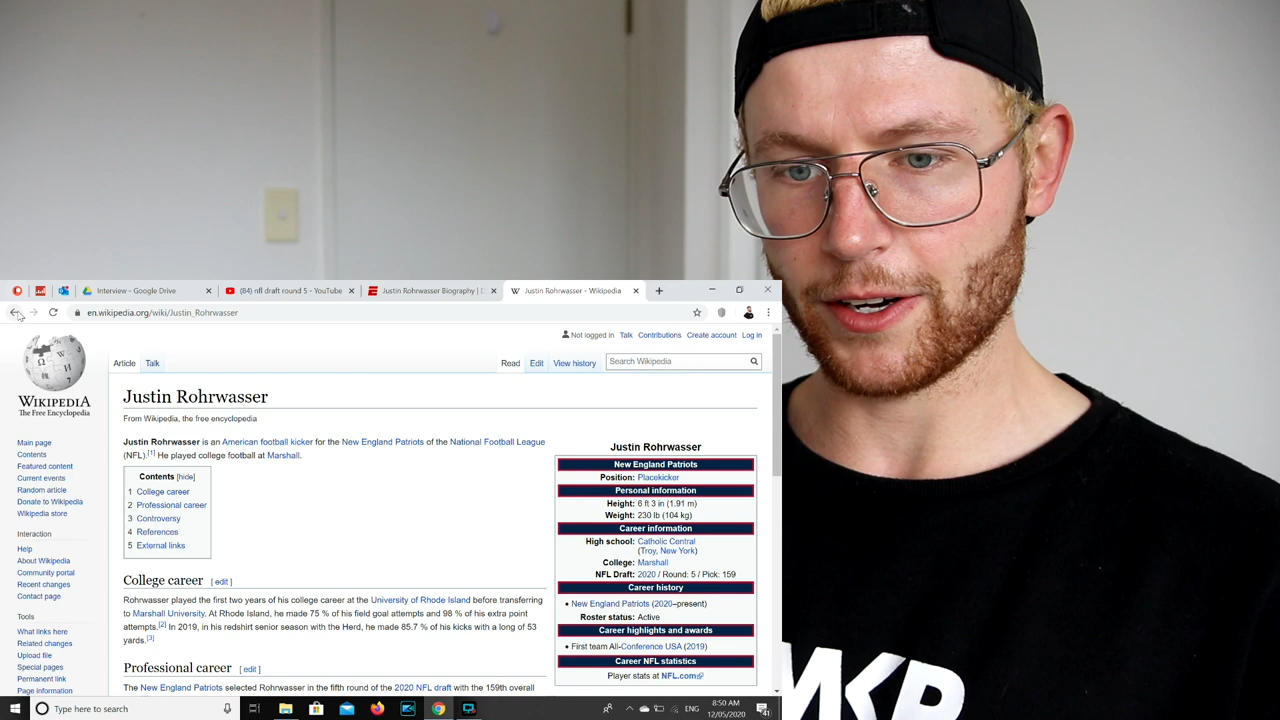 Interview - Google Drive
(84) nfl draft round 5 - YouTube
Justin Rohrwasser Biography | D
Justin Rohrwasser - Wikipedia
en.wikipedia.org/wiki/Justin_Rohrwasser
Not logged in Talk Contributions Create account Log in
Article Talk
Read Edit View history
Search Wikipedia
WIKIPEDIA
The Free Encyclopedia
Main page
Contents
Featured content
Current events
Random article
Donate to Wikipedia
Wikipedia store
Interaction
Help
About Wikipedia
Community portal
Recent changes
Contact page
Tools
What links here
Related changes
Upload file
Special pages
Permanent link
Page information
Justin Rohrwasser
From Wikipedia, the free encyclopedia
Justin Rohrwasser is an American football kicker for the New England Patriots of the National Football League
(NFL).[1] He played college football at Marshall.
Contents [hide]
1 College career
2 Professional career
3 Controversy
4 References
5 External links
College career [ edit ]
Rohrwasser played the first two years of his college career at the University of Rhode Island before transferring
to Marshall University. At Rhode Island, he made 75 % of his field goal attempts and 98 % of his extra point
attempts.[2] In 2019, in his redshirt senior season with the Herd, he made 85.7 % of his kicks with a long of 53
yards.[3]
Professional career [ edit ]
The New England Patriots selected Rohrwasser in the fifth round of the 2020 NFL draft with the 159th overall
Justin Rohrwasser
New England Patriots
Position: Placekicker
Personal information
Height: 6 ft 3 in (1.91 m)
Weight: 230 lb (104 kg)
Career information
High school: Catholic Central
(Troy, New York)
College: Marshall
NFL Draft: 2020 / Round: 5 / Pick: 159
Career history
• New England Patriots (2020–present)
Roster status: Active
Career highlights and awards
• First team All-Conference USA (2019)
Career NFL statistics
Player stats at NFL.com
Type here to search
ENG
8:50 AM
12/05/2020
41